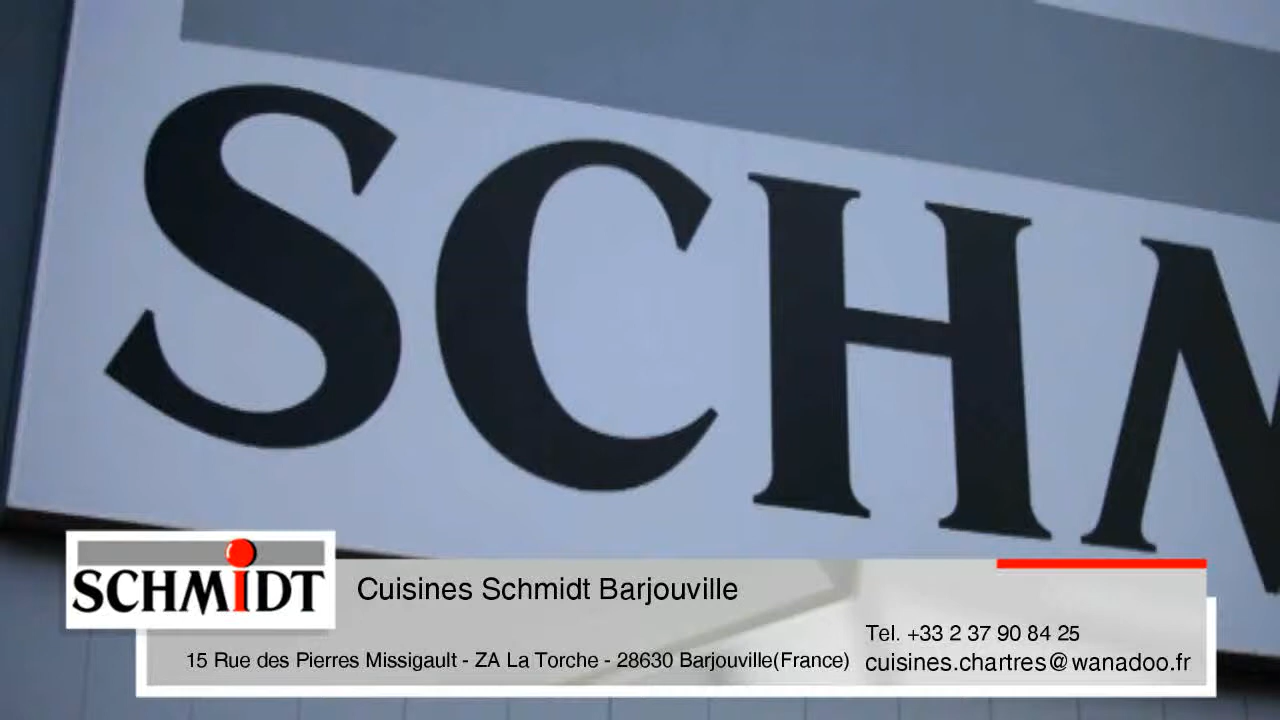 SCHM
SCHMIDT
Cuisines Schmidt Barjouville
Tel. +33 2 37 90 84 25
15 Rue des Pierres Missigault - ZA La Torche - 28630 Barjouville(France)
cuisines.chartres@wanadoo.fr